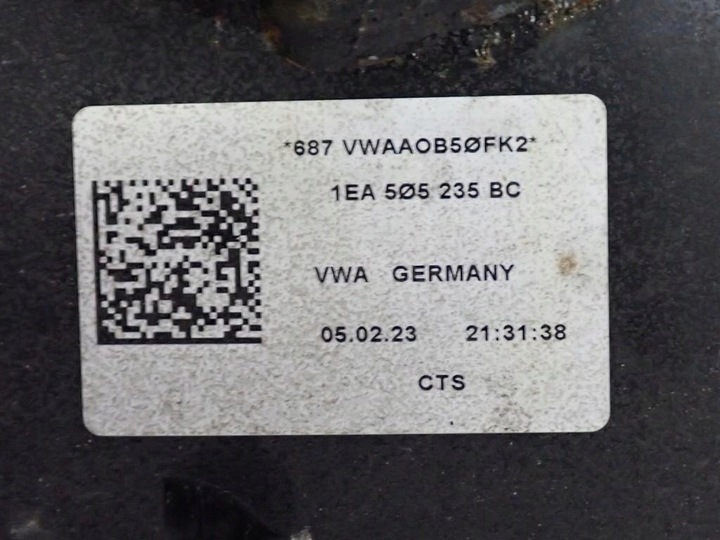 *687 VWAAOB5ØFK2*
1EA 5Ø5 235 BC
VWA GERMANY
05.02.23 21:31:38
CTS